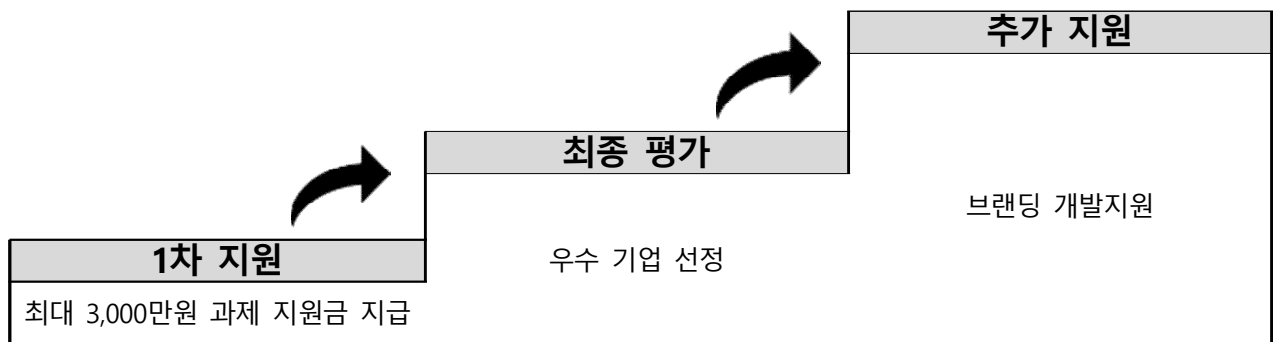 1차 지원
최대 3,000만원 과제 지원금 지급
최종 평가
우수 기업 선정
추가 지원
브랜딩 개발지원